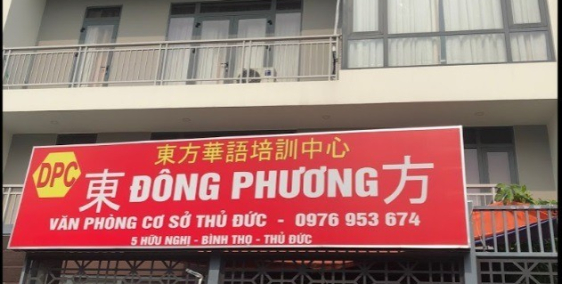 東方華語培訓中心
DPC
東 ĐÔNG PHƯƠNG 方
VĂN PHÒNG CƠ SỞ THỦ ĐỨC - 0976 953 674
5 HỮU NGHỊ - BÌNH THỌ - THỦ ĐỨC